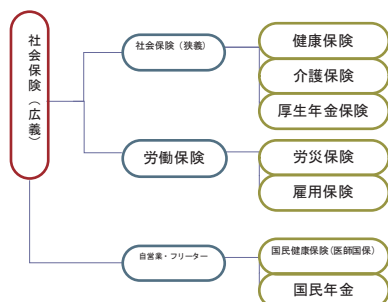 社会保険（広義）
社会保険（狭義）
健康保険
介護保険
厚生年金保険
労働保険
労災保険
雇用保険
自営業・フリーター
国民健康保険（医師国保）
国民年金